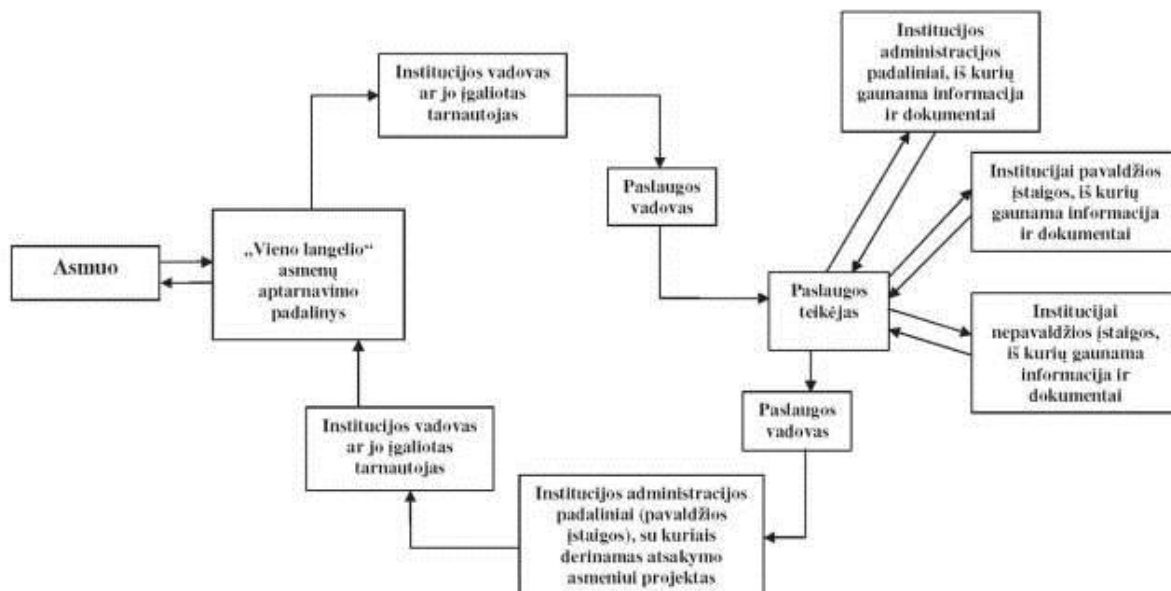 Asmuo
„Vieno langelio“
asmenų
aptarnavimo
padalinys
Institucijos vadovas
ar jo įgaliotas
tarnautojas
Paslaugos
vadovas
Paslaugos
teikėjas
Institucijos
administracijos
padaliniai, iš kurių
gaunama informacija
ir dokumentai
Institucijai pavaldžios
įstaigos, iš kurių
gaunama informacija
ir dokumentai
Institucijai
nepavaldžios įstaigos,
iš kurių gaunama
informacija ir
dokumentai
Paslaugos
vadovas
Institucijos administracijos
padaliniai (pavaldžios
įstaigos), su kuriais
derinamas atsakymo
asmeniui projektas
Institucijos vadovas
ar jo įgaliotas
tarnautojas